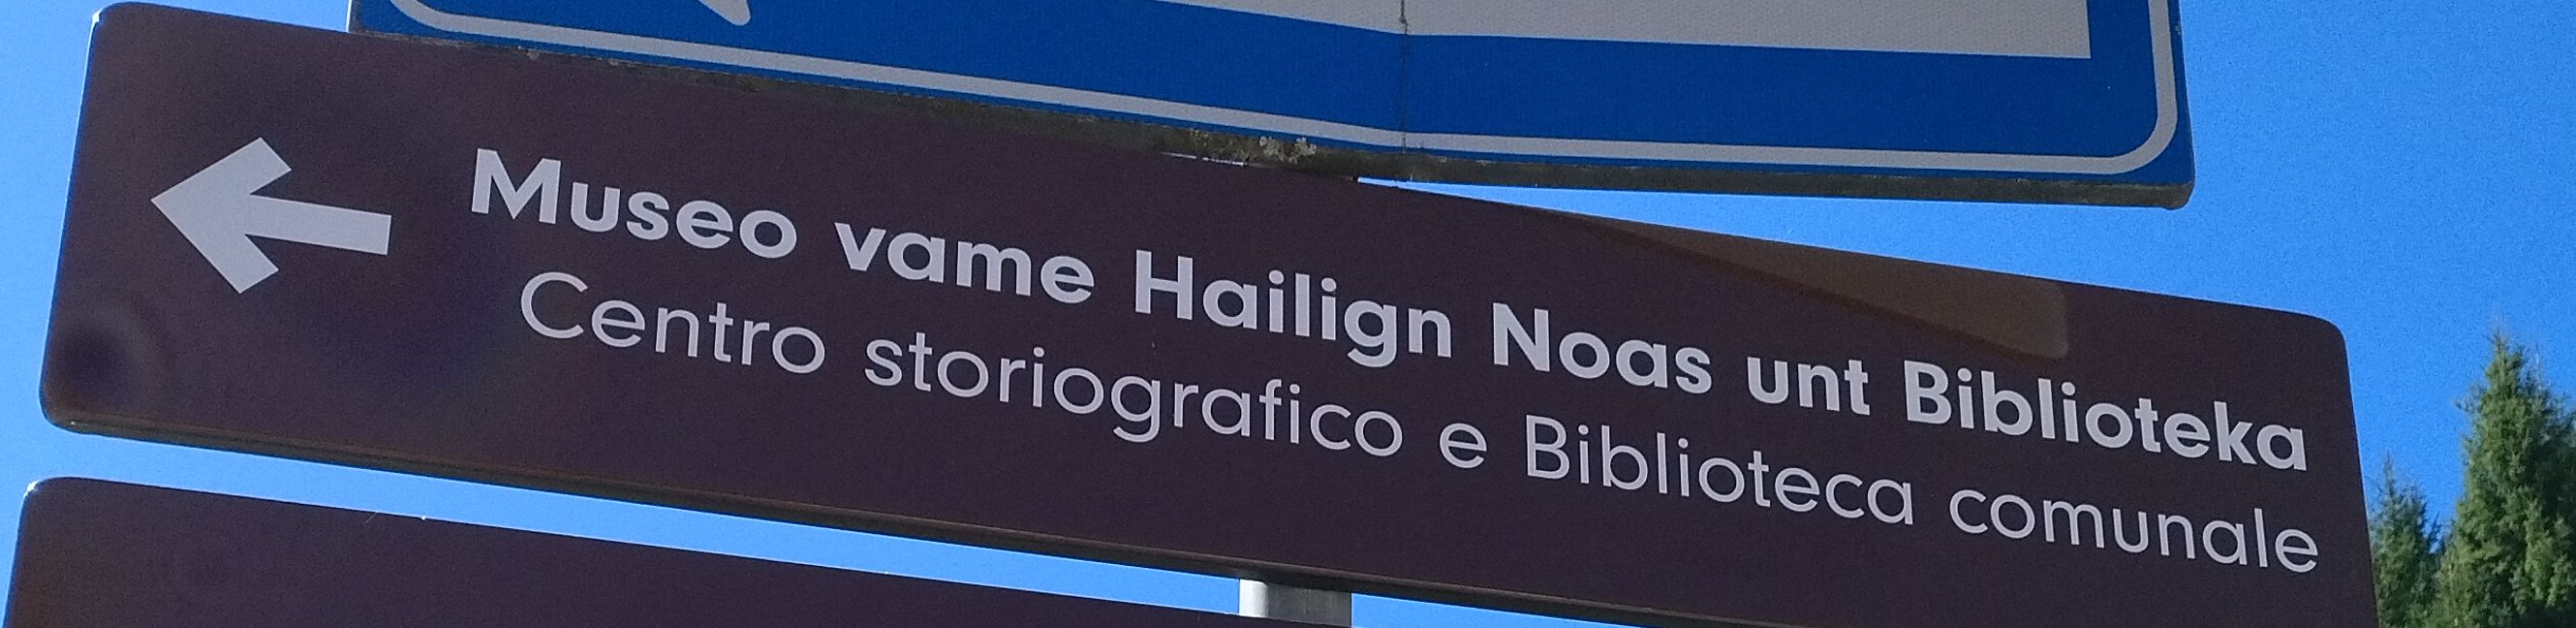 Museo vame Hailign Noas unt Biblioteka
Centro storiografico e Biblioteca comunale